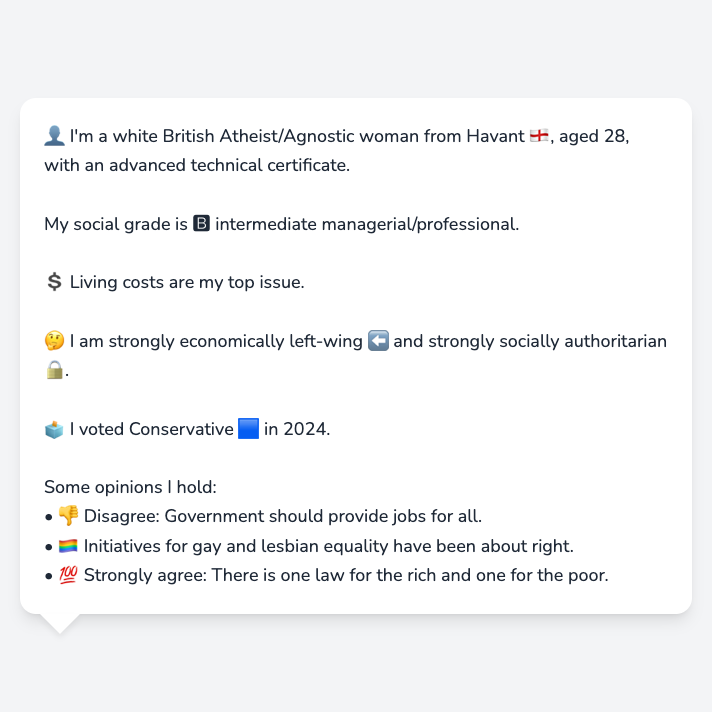 👤 I'm a white British Atheist/Agnostic woman from Havant 🏴󠁧󠁢󠁥󠁮󠁧󠁿, aged 28,
with an advanced technical certificate.
My social grade is 🅱 intermediate managerial/professional.
💲 Living costs are my top issue.
🤔 I am strongly economically left-wing ⬅️ and strongly socially authoritarian
🔒.
🗳️ I voted Conservative 🟦 in 2024.
Some opinions I hold:
• 👎 Disagree: Government should provide jobs for all.
• 🏳️‍🌈 Initiatives for gay and lesbian equality have been about right.
• 💯 Strongly agree: There is one law for the rich and one for the poor.